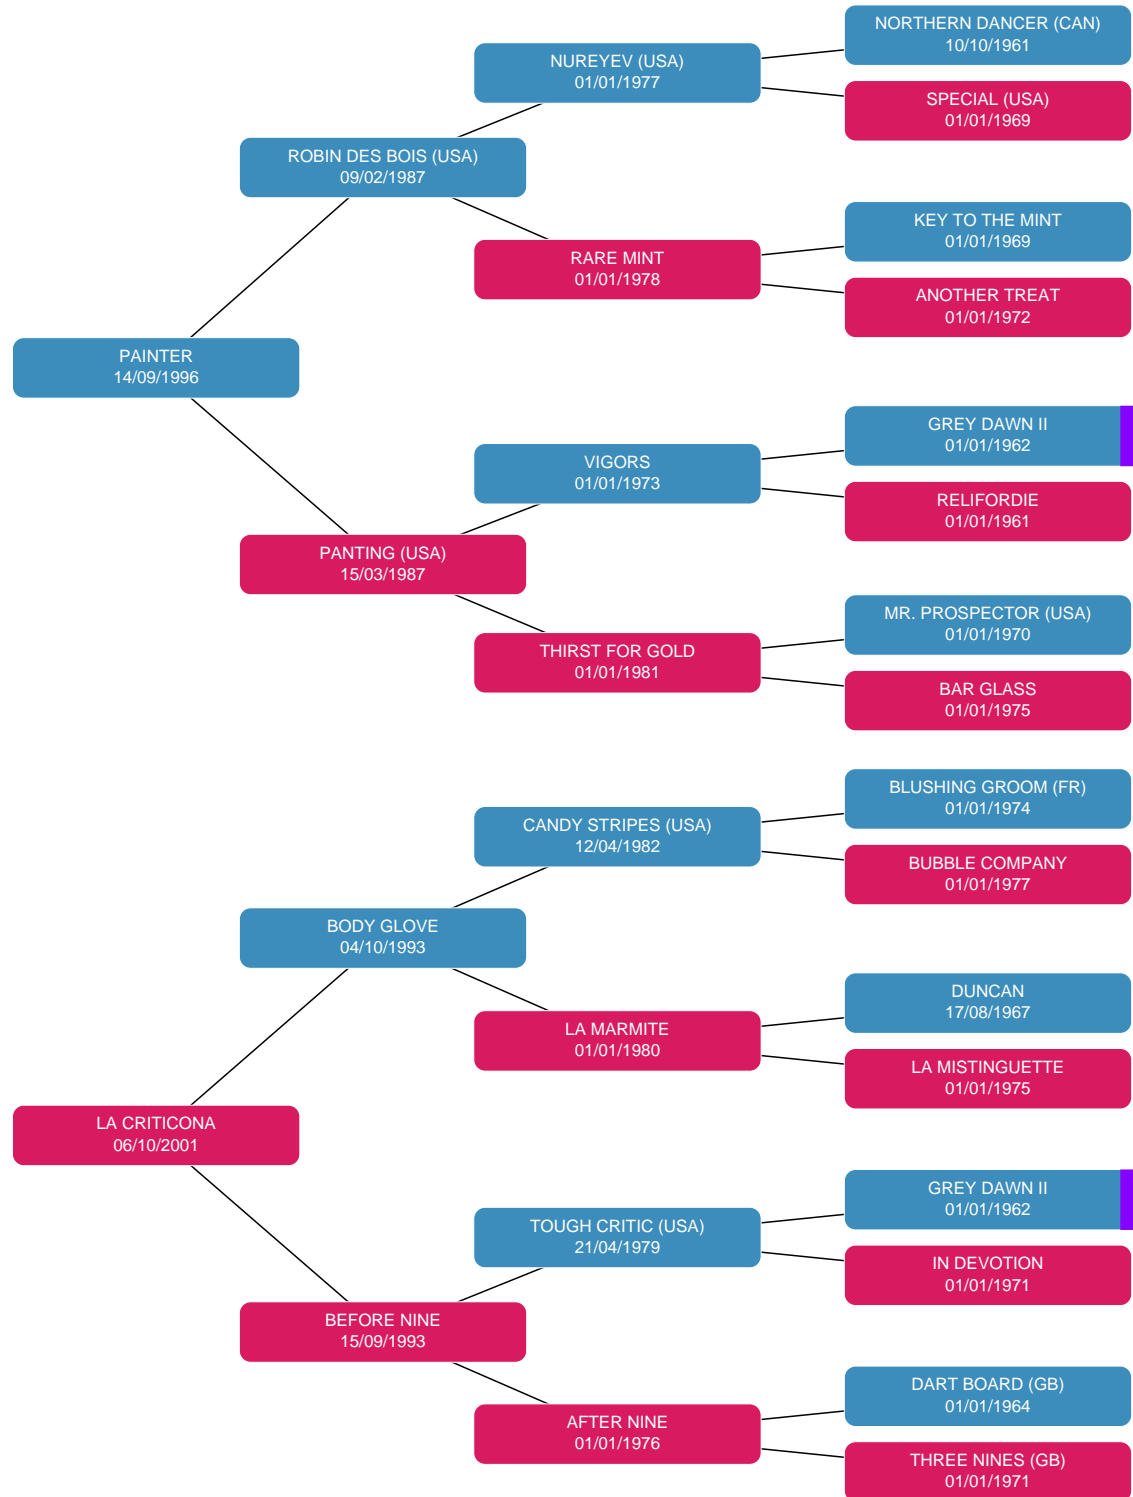 NORTHERN DANCER (CAN)
10/10/1961
NUREYEV (USA)
01/01/1977
SPECIAL (USA)
01/01/1969
ROBIN DES BOIS (USA)
09/02/1987
KEY TO THE MINT
01/01/1969
RARE MINT
01/01/1978
ANOTHER TREAT
01/01/1972
PAINTER
14/09/1996
GREY DAWN II
01/01/1962
VIGORS
01/01/1973
RELIFORDIE
01/01/1961
PANTING (USA)
15/03/1987
MR. PROSPECTOR (USA)
01/01/1970
THIRST FOR GOLD
01/01/1981
BAR GLASS
01/01/1975
BLUSHING GROOM (FR)
01/01/1974
CANDY STRIPES (USA)
12/04/1982
BUBBLE COMPANY
01/01/1977
BODY GLOVE
04/10/1993
DUNCAN
17/08/1967
LA MARMITE
01/01/1980
LA MISTINGUETTE
01/01/1975
LA CRITICONA
06/10/2001
GREY DAWN II
01/01/1962
TOUGH CRITIC (USA)
21/04/1979
IN DEVOTION
01/01/1971
BEFORE NINE
15/09/1993
DART BOARD (GB)
01/01/1964
AFTER NINE
01/01/1976
THREE NINES (GB)
01/01/1971